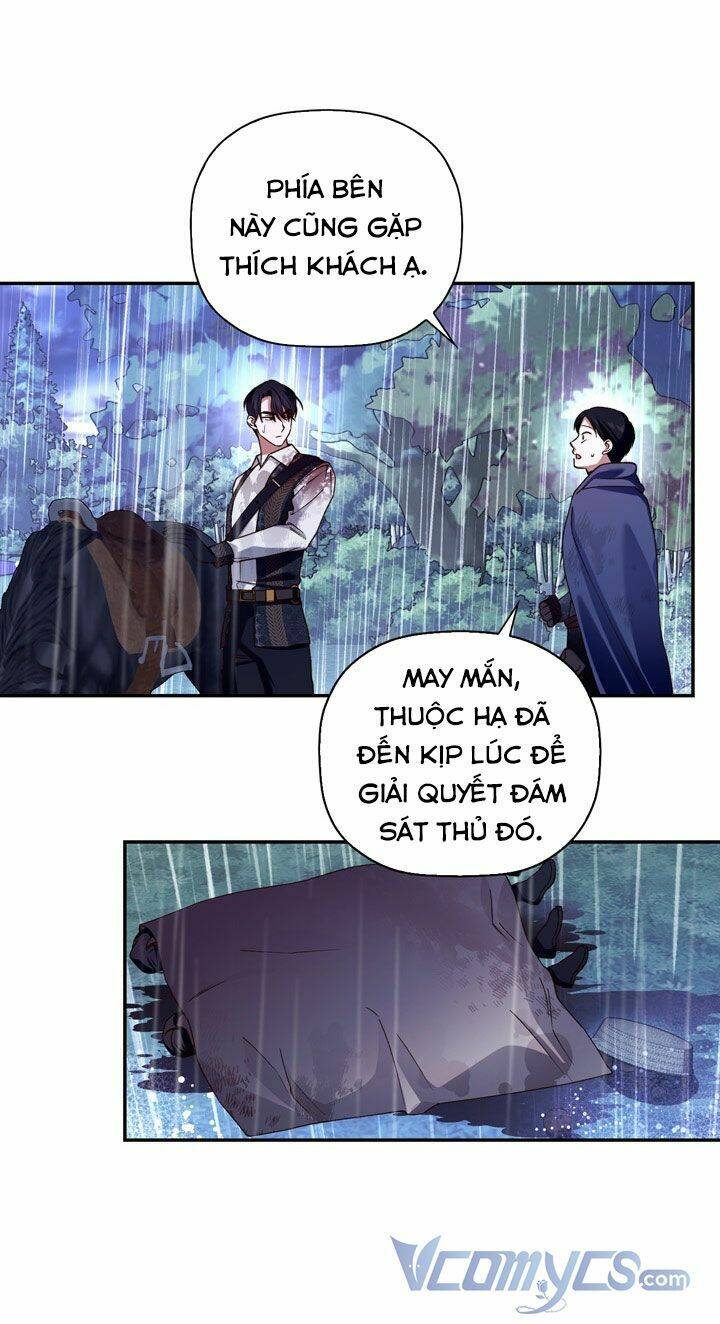 PHÍA BÊN
NÀY CŨNG GẶP
THÍCH KHÁCH Ạ.
MAY MẮN,
THUỘC HẠ ĐÃ
ĐẾN KỊP LÚC ĐỂ
GIẢI QUYẾT ĐÁM
SÁT THỦ ĐÓ.
VCOMYCS.com